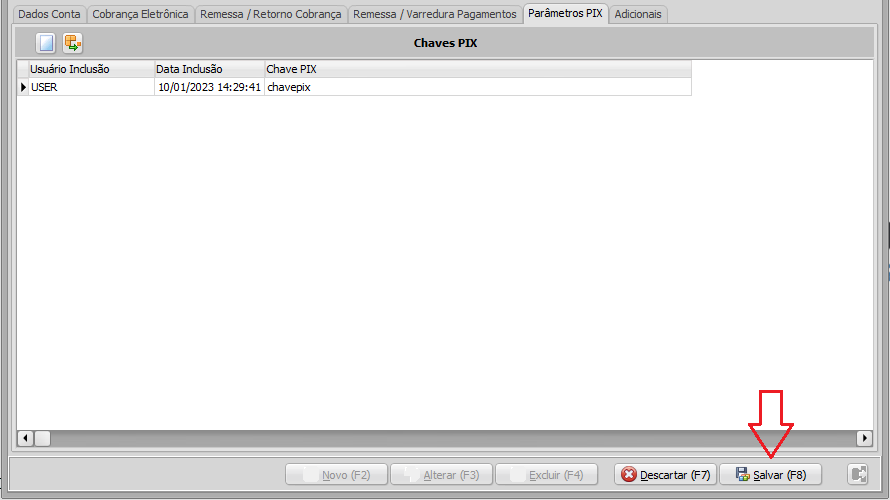 Dados Conta Cobrança Eletrônica Remessa / Retorno Cobrança Remessa / Varredura Pagamentos Parâmetros PIX Adicionais
Chaves PIX
Usuário Inclusão Data Inclusão Chave PIX
USER 10/01/2023 14:29:41 chavepix
Novo (F2) Alterar (F3) Excluir (F4) Descartar (F7) Salvar (F8)